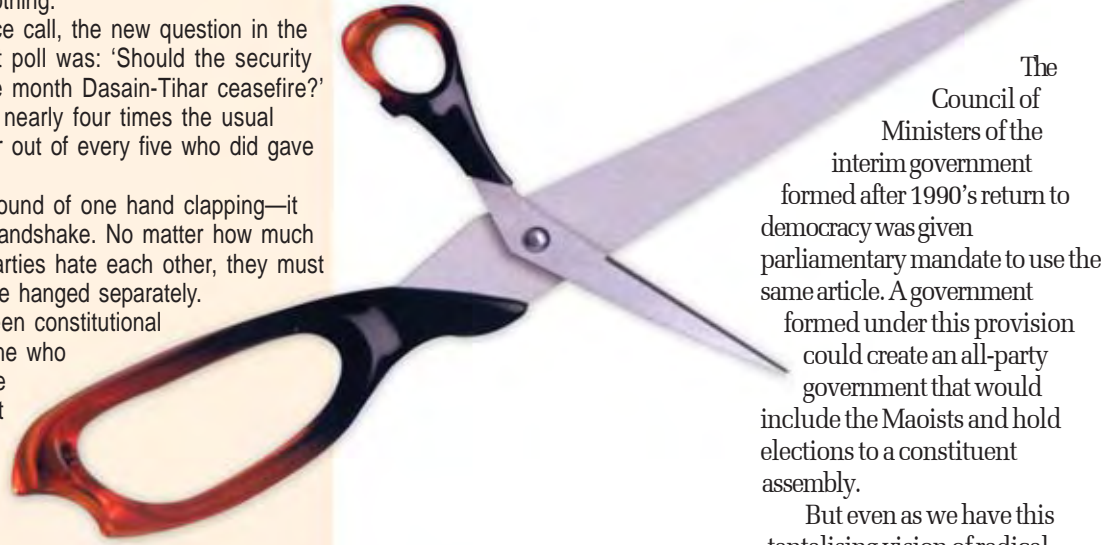 ce call, the new question in the
poll was: ‘Should the security
month Dasain-Tihar ceasefire?’
nearly four times the usual
out of every five who did gave
ound of one hand clapping—it
andshake. No matter how much
arties hate each other, they must
hanged separately.
en constitutional
who
The
Council of
Ministers of the
interim government
formed after 1990’s return to
democracy was given
parliamentary mandate to use the
same article. A government
formed under this provision
could create an all-party
government that would
include the Maoists and hold
elections to a constituent
assembly.
But even as we have this
tantalising vision of radical